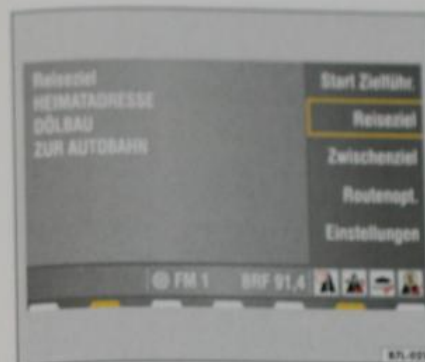 Reiseziel
HEIMATADRESSE
DÖLBAU
ZUR AUTOBAHN
Start Zielführ.
Reiseziel
Zwischenziel
Routenopt.
Einstellungen
FM 1 BRF 91,4